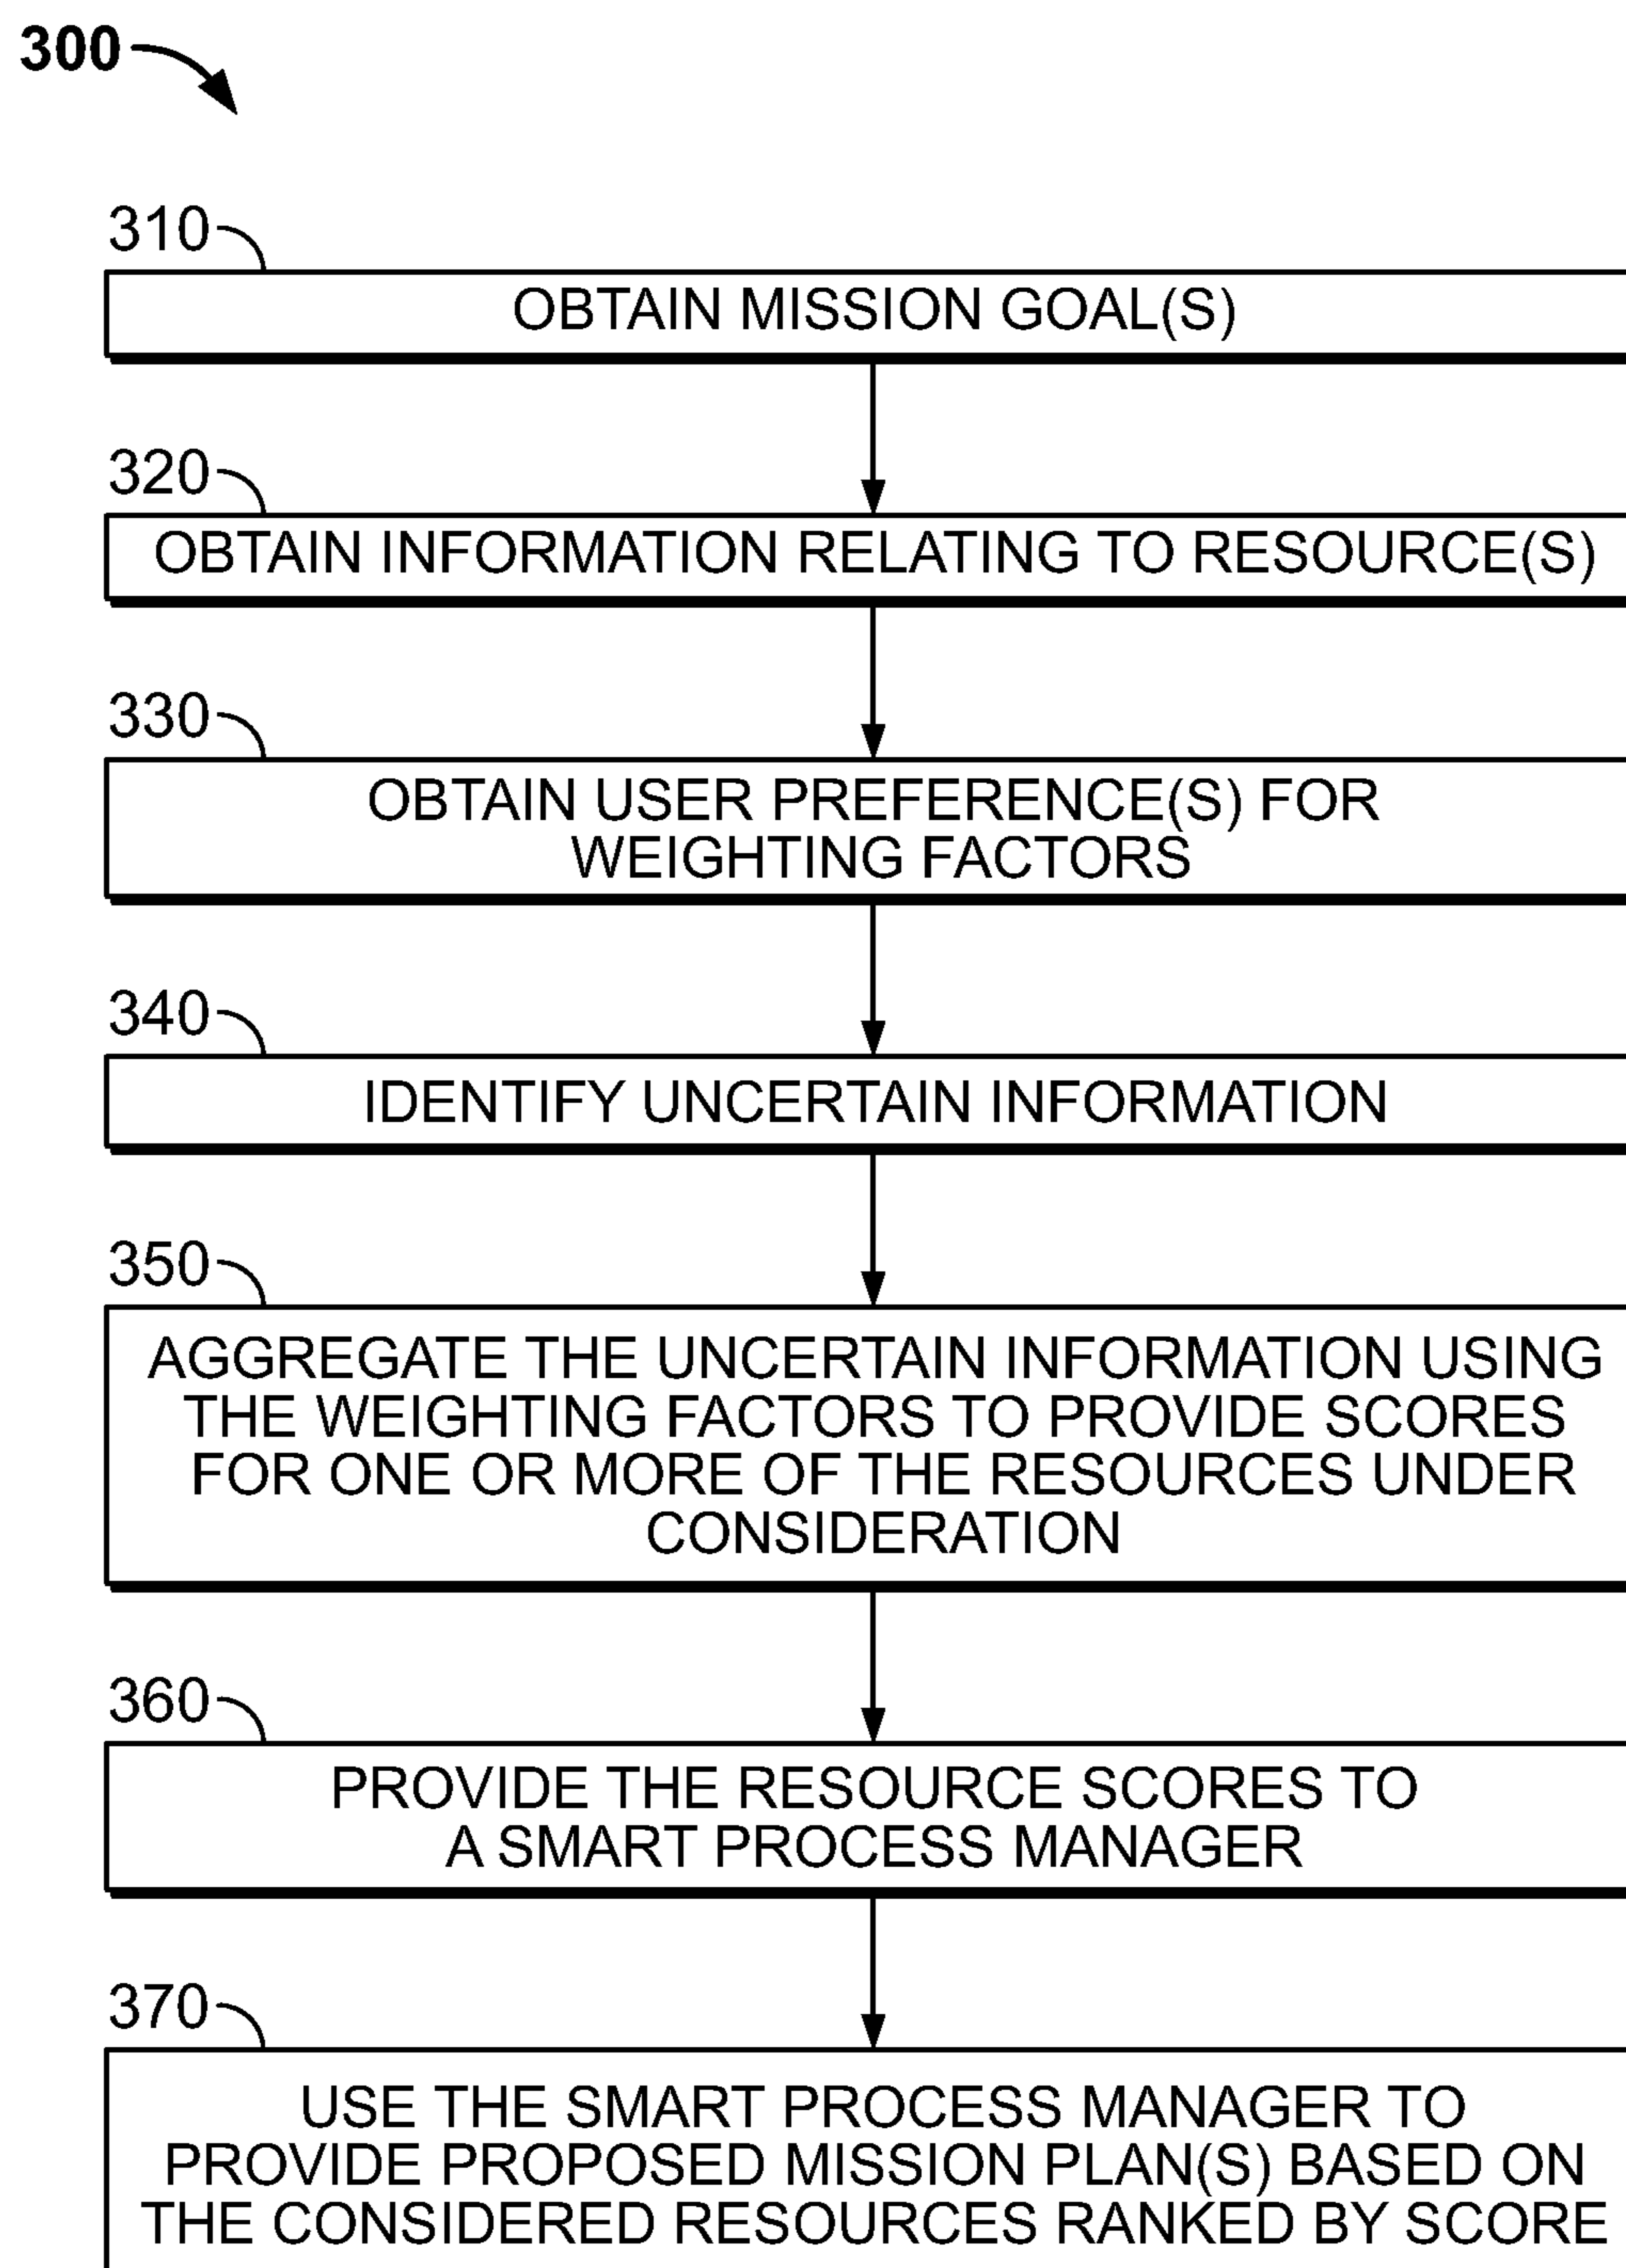 300
310
OBTAIN MISSION GOAL(S)
320
OBTAIN INFORMATION RELATING TO RESOURCE(S)
330
OBTAIN USER PREFERENCE(S) FOR
WEIGHTING FACTORS
340
IDENTIFY UNCERTAIN INFORMATION
350
AGGREGATE THE UNCERTAIN INFORMATION USING
THE WEIGHTING FACTORS TO PROVIDE SCORES
FOR ONE OR MORE OF THE RESOURCES UNDER
CONSIDERATION
360
PROVIDE THE RESOURCE SCORES TO
A SMART PROCESS MANAGER
370
USE THE SMART PROCESS MANAGER TO
PROVIDE PROPOSED MISSION PLAN(S) BASED ON
THE CONSIDERED RESOURCES RANKED BY SCORE